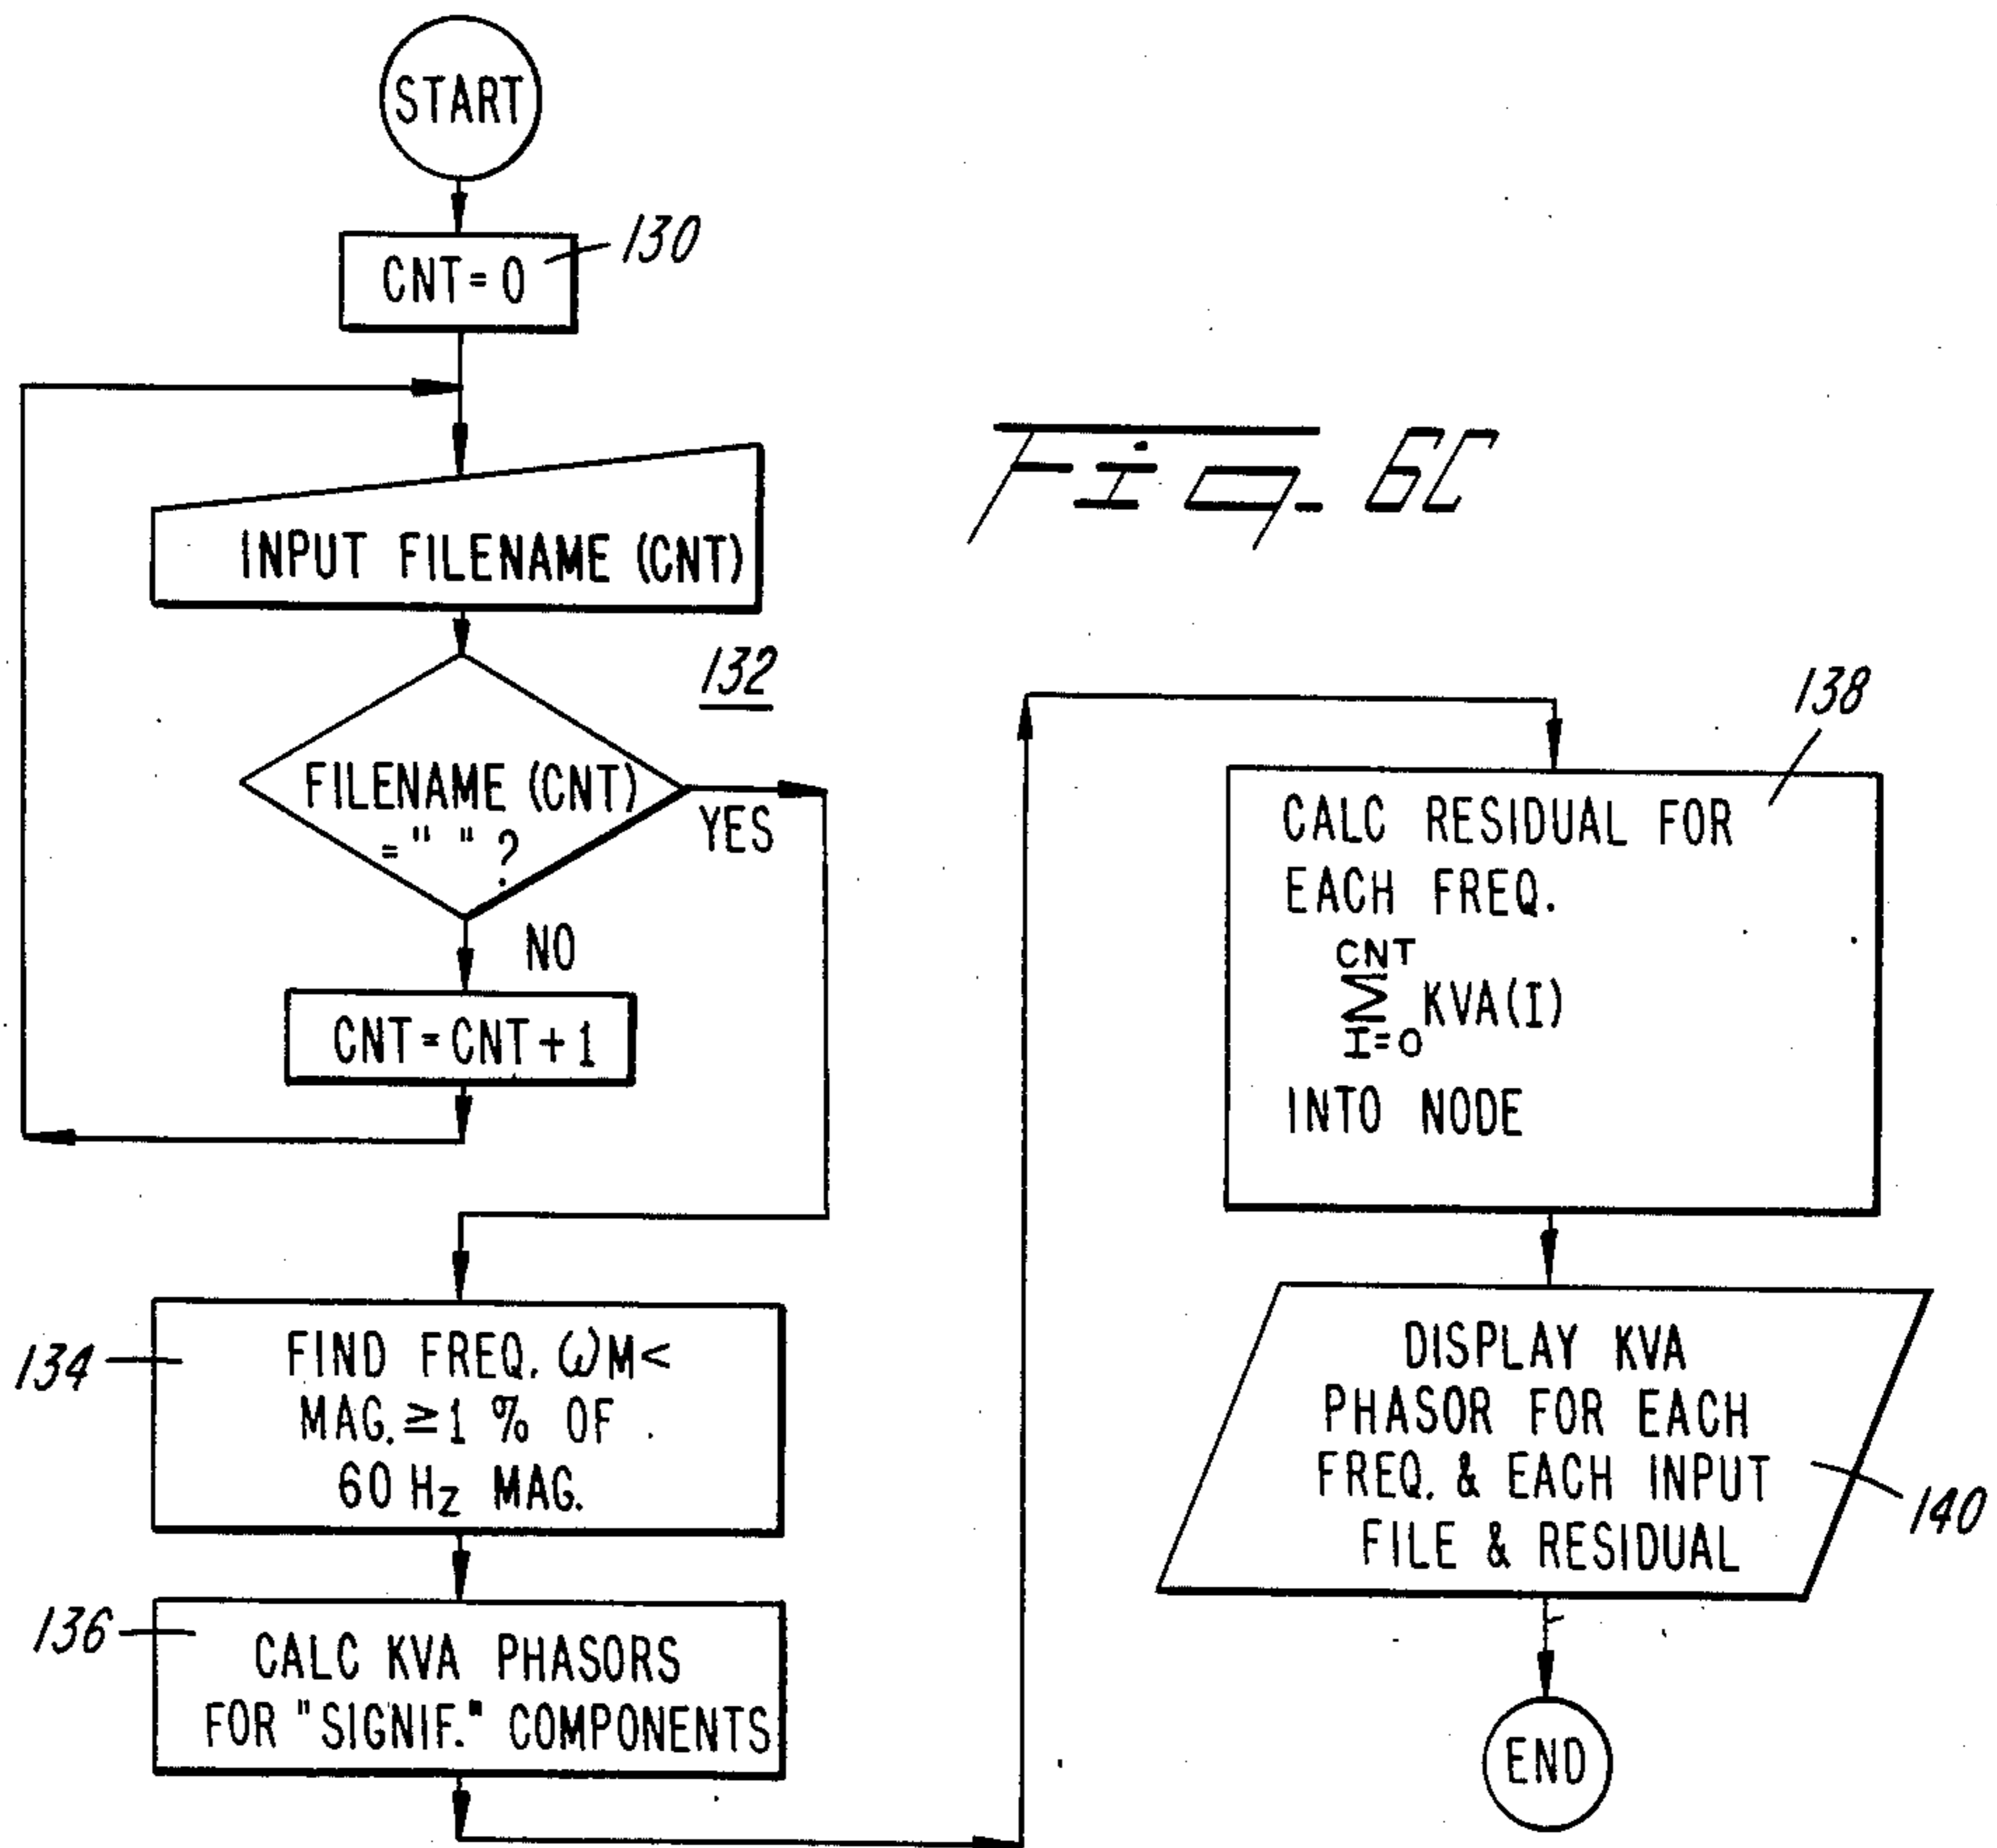 START
CNT = 0
130
INPUT FILENAME (CNT)
132
FILENAME (CNT)
= " " ?
YES
NO
CNT = CNT + 1
134
FIND FREQ. ωM<
MAG. ≥ 1 % OF
60 Hz MAG.
136
CALC KVA PHASORS
FOR "SIGNIF." COMPONENTS
Fig. 6C
138
CALC RESIDUAL FOR
EACH FREQ.
CNT
Σ KVA(I)
I=0
INTO NODE
DISPLAY KVA
PHASOR FOR EACH
FREQ. & EACH INPUT
FILE & RESIDUAL
140
END